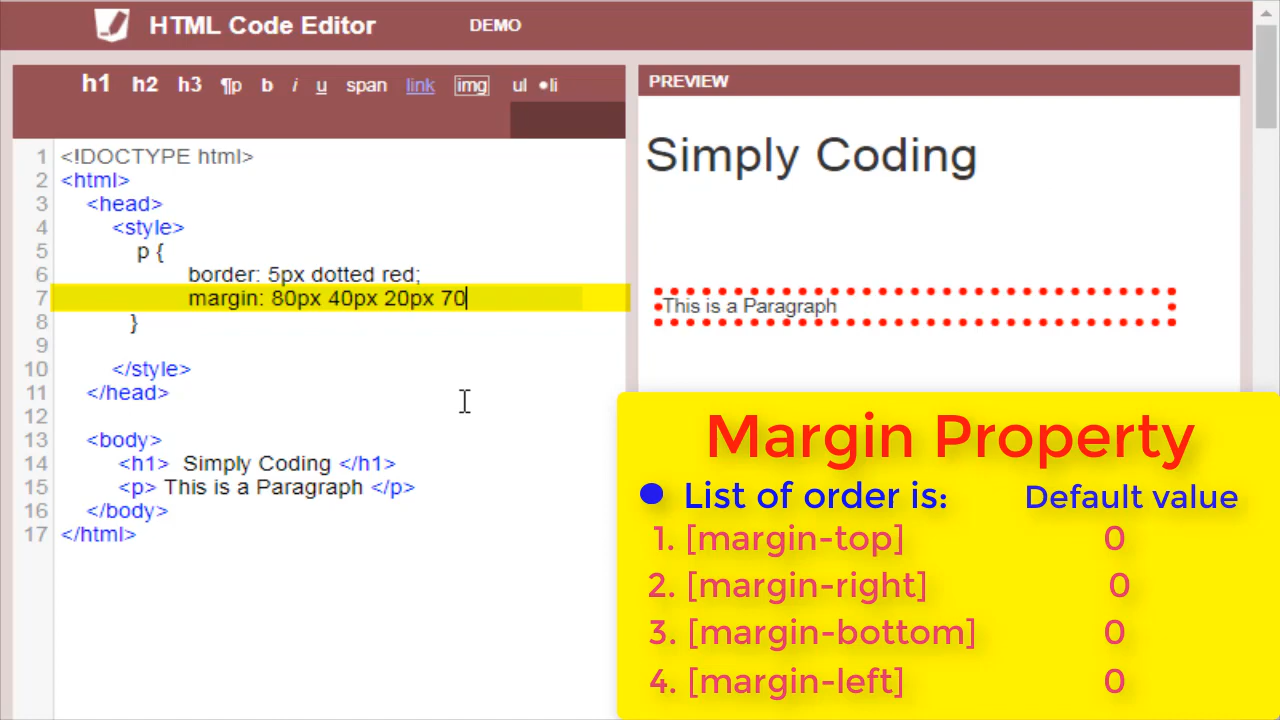 HTML Code Editor DEMO
h1 h2 h3 ¶p b i u span link img ul •li
1 <!DOCTYPE html>
2 <html>
3 <head>
4 <style>
5 p {
6 border: 5px dotted red;
7 margin: 80px 40px 20px 70
8 }
9
10 </style>
11 </head>
12
13 <body>
14 <h1> Simply Coding </h1>
15 <p> This is a Paragraph </p>
16 </body>
17 </html>
PREVIEW
Simply Coding
This is a Paragraph
Margin Property
● List of order is: Default value
1. [margin-top] 0
2. [margin-right] 0
3. [margin-bottom] 0
4. [margin-left] 0